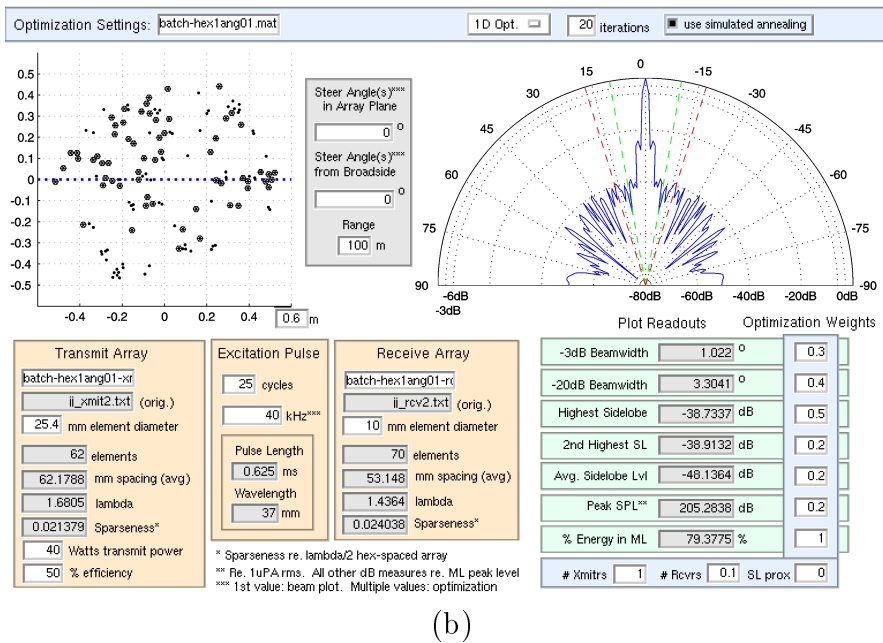 Optimization Settings: batch-hex1ang01.mat 1D Opt. 20 iterations use simulated annealing
0.5
0.4
0.3
0.2
0.1
0
-0.1
-0.2
-0.3
-0.4
-0.5
-0.4 -0.2 0 0.2 0.4 0.6 m
Steer Angle(s)***
in Array Plane
0 o
Steer Angle(s)***
from Broadside
0 o
Range
100 m
90 75 60 45 30 15 0 -15 -30 -45 -60 -75 -90
-6dB -60dB -80dB -60dB -40dB -20dB 0dB
-3dB
Transmit Array
batch-hex1ang01-xr
ii_xmit2.txt (orig.)
25.4 mm element diameter
62 elements
62.1788 mm spacing (avg)
1.6805 lambda
0.021379 Sparseness*
40 Watts transmit power
50 % efficiency
Excitation Pulse
25 cycles
40 kHz***
Pulse Length
0.625 ms
Wavelength
37 mm
Receive Array
batch-hex1ang01-rc
ii_rcv2.txt (orig.)
10 mm element diameter
70 elements
53.148 mm spacing (avg)
1.4364 lambda
0.024038 Sparseness*
* Sparseness re. lambda/2 hex-spaced array
** Re. 1uPA rms. All other dB measures re. ML peak level
*** 1st value: beam plot. Multiple values: optimization
Plot Readouts Optimization Weights
-3dB Beamwidth 1.022 o 0.3
-20dB Beamwidth 3.3041 o 0.4
Highest Sidelobe -38.7337 dB 0.5
2nd Highest SL -38.9132 dB 0.2
Avg. Sidelobe Lvl -48.1364 dB 0.2
Peak SPL** 205.2838 dB 0.2
% Energy in ML 79.3775 % 1
# Xmitrs 1 # Rcvrs 0.1 SL prox 0
(b)